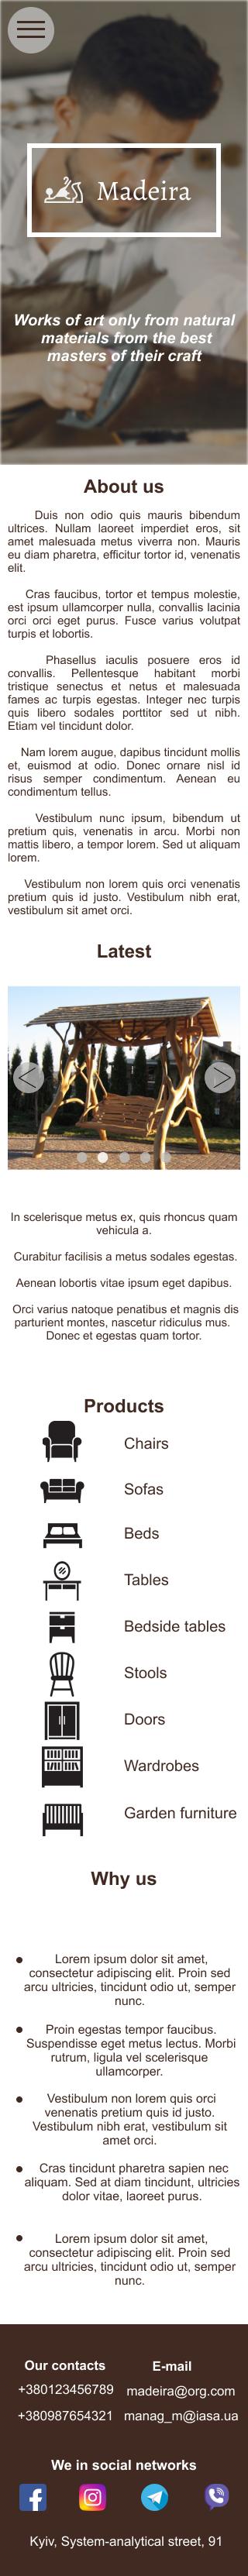 Madeira
Works of art only from natural
materials from the best
masters of their craft
About us
Duis non odio quis mauris bibendum
ultrices. Nullam laoreet imperdiet eros, sit
amet malesuada metus viverra non. Mauris
eu diam pharetra, efficitur tortor id, venenatis
elit.
Cras faucibus, tortor et tempus molestie,
est ipsum ullamcorper nulla, convallis lacinia
orci orci eget purus. Fusce varius volutpat
turpis et lobortis.
Phasellus iaculis posuere eros id
convallis. Pellentesque habitant morbi
tristique senectus et netus et malesuada
fames ac turpis egestas. Integer nec turpis
quis libero sodales porttitor sed ut nibh.
Etiam vel tincidunt dolor.
Nam lorem augue, dapibus tincidunt mollis
et, euismod at odio. Donec ornare nisl id
risus semper condimentum. Aenean eu
condimentum tellus.
Vestibulum nunc ipsum, bibendum ut
pretium quis, venenatis in arcu. Morbi non
mattis libero, a tempor lorem. Sed ut aliquam
lorem.
Vestibulum non lorem quis orci venenatis
pretium quis id justo. Vestibulum nibh erat,
vestibulum sit amet orci.
Latest
In scelerisque metus ex, quis rhoncus quam
vehicula a.
Curabitur facilisis a metus sodales egestas.
Aenean lobortis vitae ipsum eget dapibus.
Orci varius natoque penatibus et magnis dis
parturient montes, nascetur ridiculus mus.
Donec et egestas quam tortor.
Products
Chairs
Sofas
Beds
Tables
Bedside tables
Stools
Doors
Wardrobes
Garden furniture
Why us
Lorem ipsum dolor sit amet,
consectetur adipiscing elit. Proin sed
arcu ultricies, tincidunt odio ut, semper
nunc.
Proin egestas tempor faucibus.
Suspendisse eget metus lectus. Morbi
rutrum, ligula vel scelerisque
ullamcorper.
Vestibulum non lorem quis orci
venenatis pretium quis id justo.
Vestibulum nibh erat, vestibulum sit
amet orci.
Cras tincidunt pharetra sapien nec
aliquam. Sed at diam tincidunt, ultricies
dolor vitae, laoreet purus.
Lorem ipsum dolor sit amet,
consectetur adipiscing elit. Proin sed
arcu ultricies, tincidunt odio ut, semper
nunc.
Our contacts E-mail
+380123456789 madeira@org.com
+380987654321 manag_m@iasa.ua
We in social networks
Kyiv, System-analytical street, 91